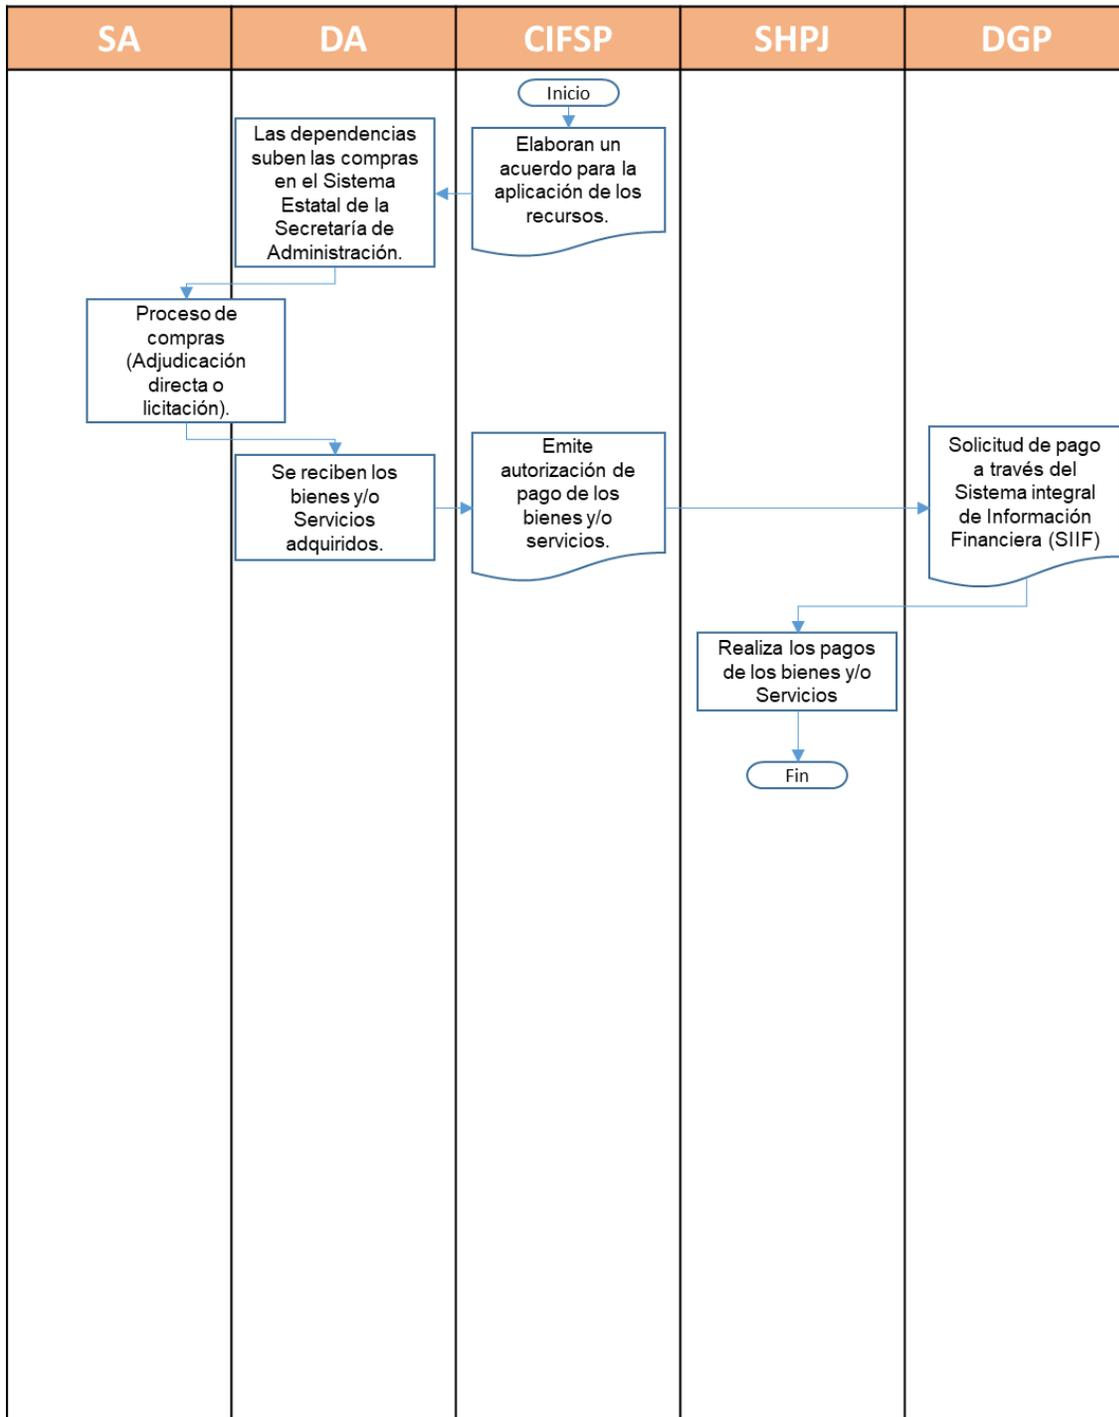 SA DA CIFSP SHPJ DGP
Inicio
Elaboran un
acuerdo para la
aplicación de los
recursos.
Las dependencias
suben las compras
en el Sistema
Estatal de la
Secretaría de
Administración.
Proceso de
compras
(Adjudicación
directa o
licitación).
Se reciben los
bienes y/o
Servicios
adquiridos.
Emite
autorización de
pago de los
bienes y/o
servicios.
Solicitud de pago
a través del
Sistema integral
de Información
Financiera (SIIF)
Realiza los pagos
de los bienes y/o
Servicios
Fin